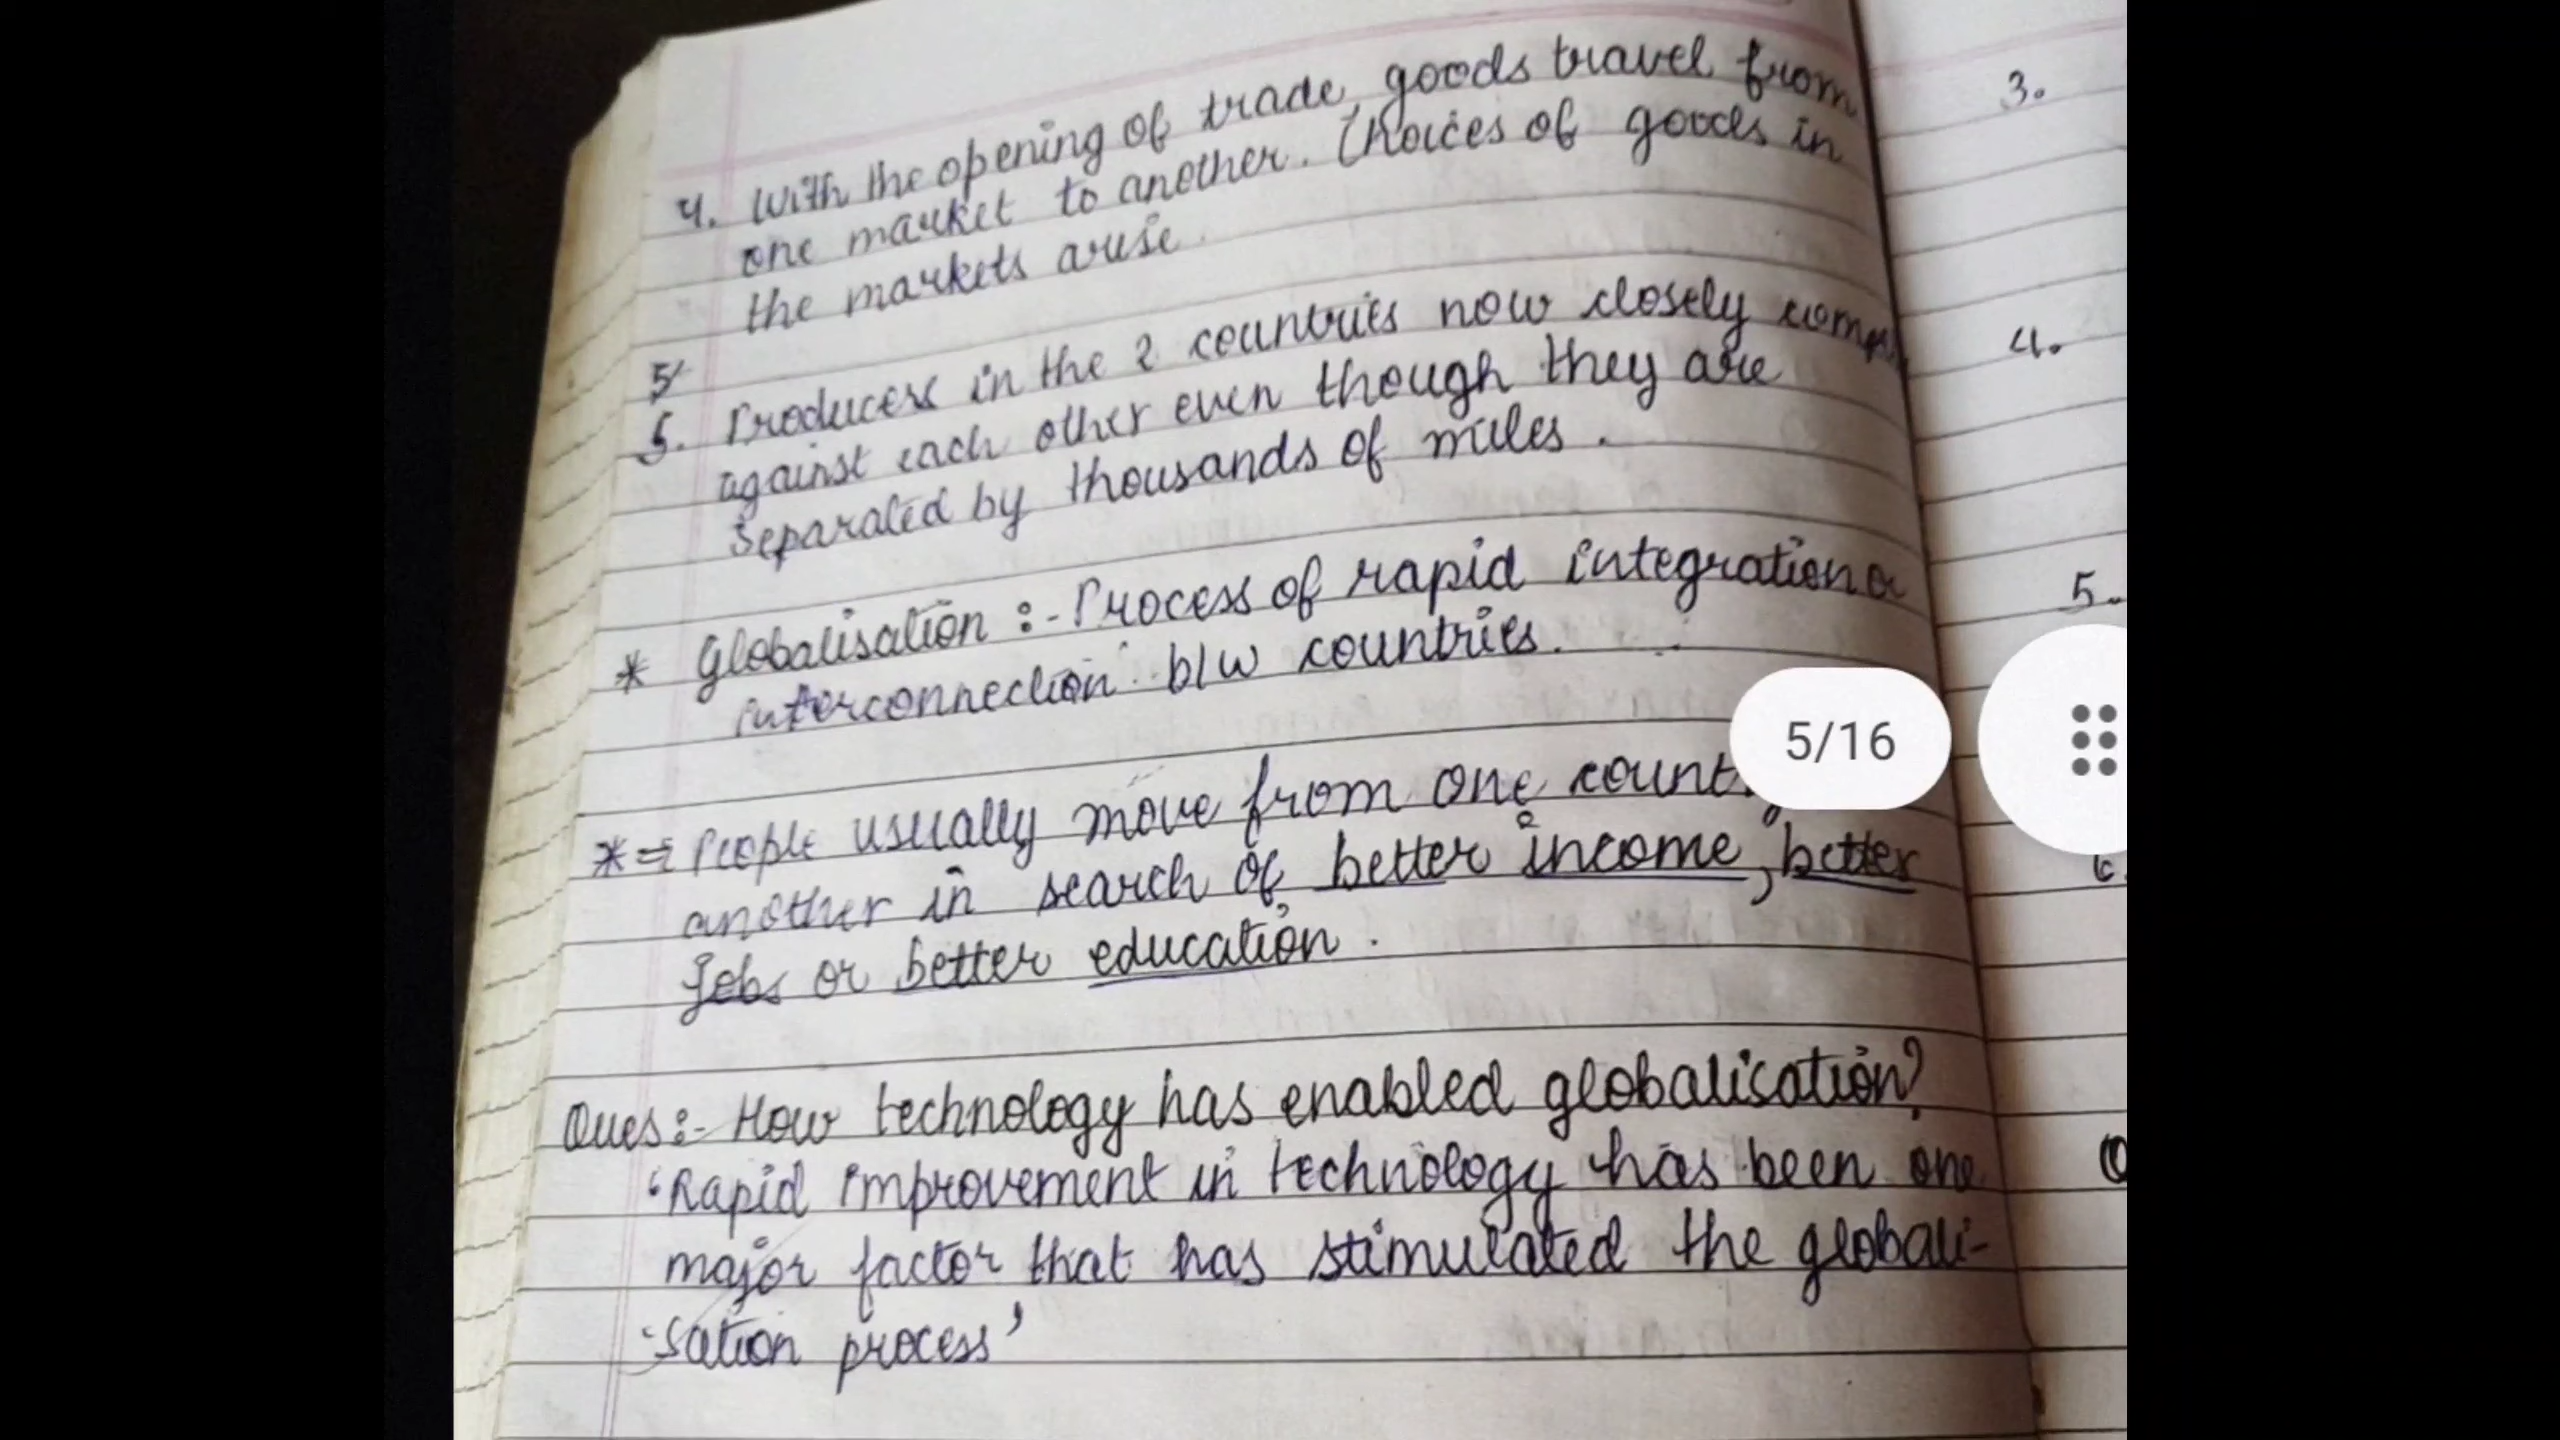 4. With the opening of trade, goods travel from
one market to another. Choices of goods in
the markets arise.
5
5. Producers in the 2 countries now closely
against each other even though they are
separated by thousands of miles.
* Globalisation :- Process of rapid integration or
interconnection b/w countries.
* = People usually move from one
another in search of better income, better
Jobs or better education.
Ques:- How technology has enabled globalisation?
'Rapid improvement in technology has been one
major factor that has stimulated the globali-
-sation process'
3.
4.
5.
5/16